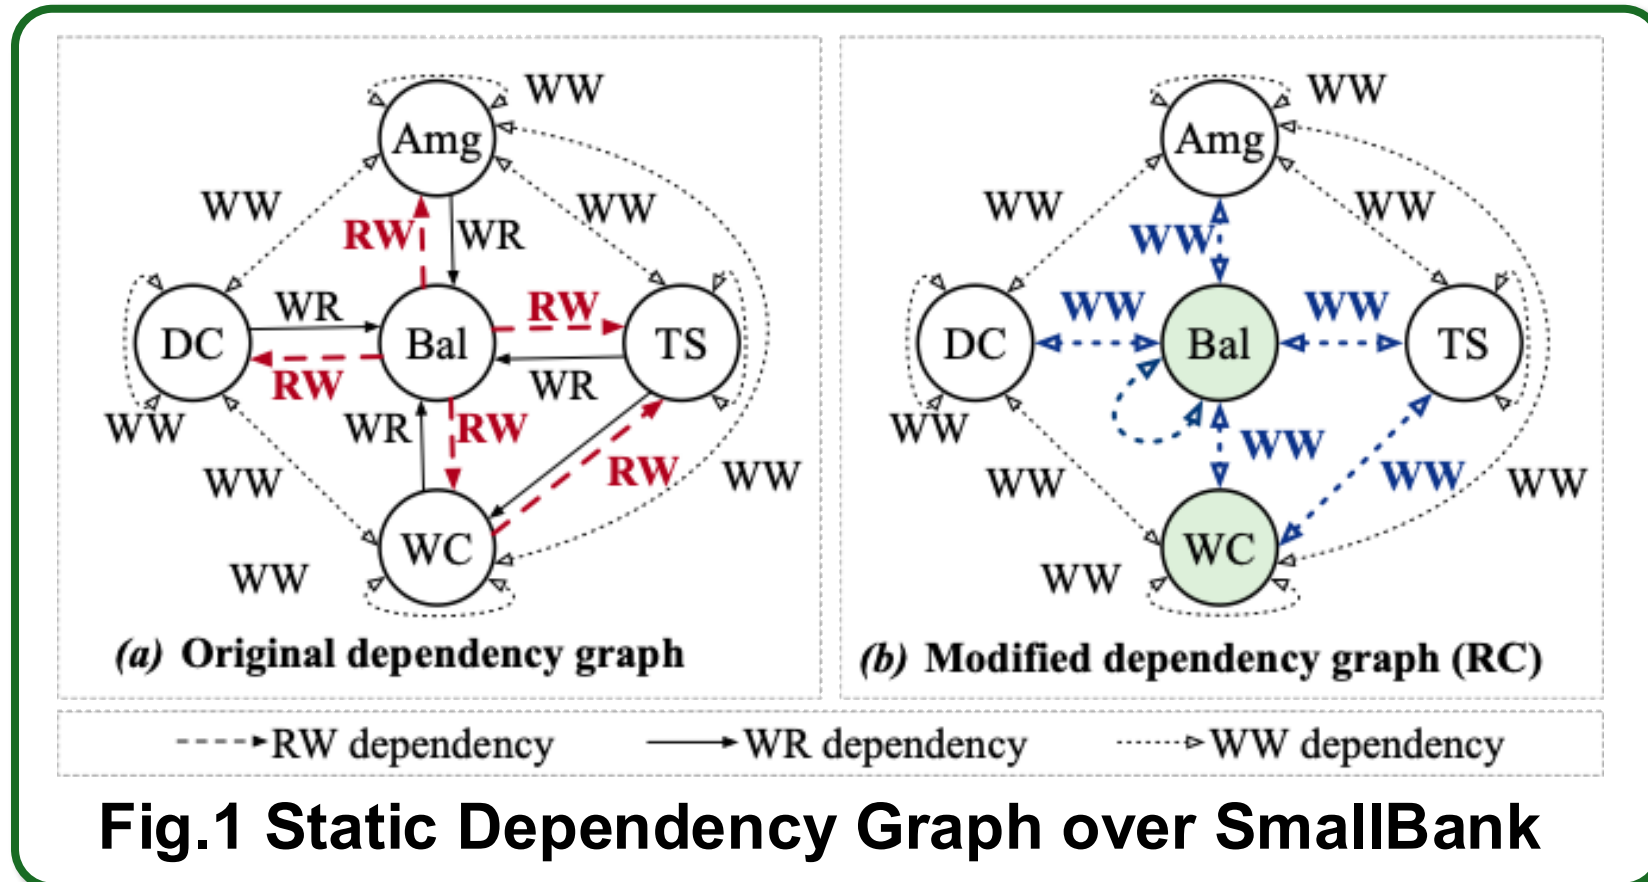 WW
Amg
WW
WW
RW
WR
WR
RW
DC
Bal
TS
RW
WR
WW
WR
RW
WW
RW
WW
WC
WW
(a) Original dependency graph
WW
Amg
WW
WW
WW
WW
WW
DC
Bal
TS
WW
WW
WW
WW
WW
WC
WW
(b) Modified dependency graph (RC)
RW dependency
WR dependency
WW dependency
Fig.1 Static Dependency Graph over SmallBank